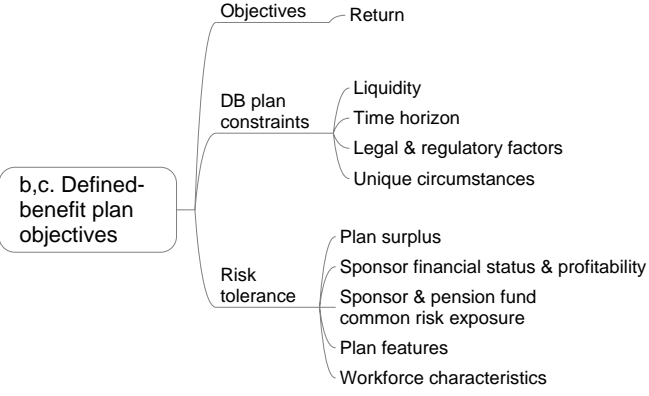 b,c. Defined-
benefit plan
objectives
Objectives
Return
DB plan
constraints
Liquidity
Time horizon
Legal & regulatory factors
Unique circumstances
Risk
tolerance
Plan surplus
Sponsor financial status & profitability
Sponsor & pension fund
common risk exposure
Plan features
Workforce characteristics